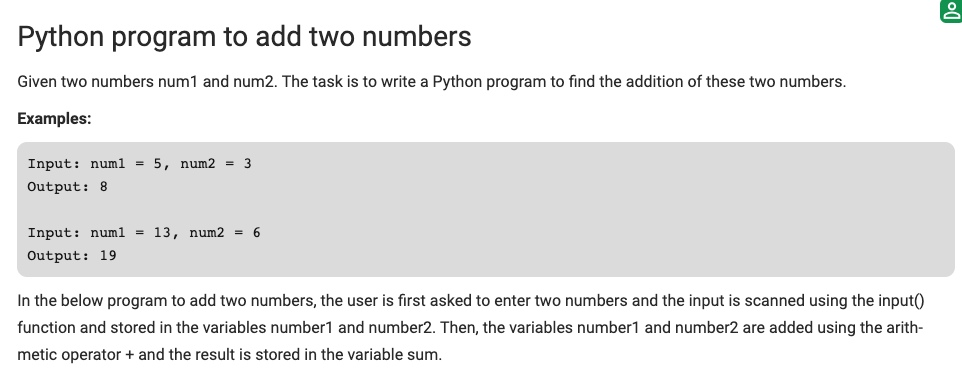 Python program to add two numbers
Given two numbers num1 and num2. The task is to write a Python program to find the addition of these two numbers.
Examples:
Input: num1 = 5, num2 = 3
Output: 8
Input: num1 = 13, num2 = 6
Output: 19
In the below program to add two numbers, the user is first asked to enter two numbers and the input is scanned using the input()
function and stored in the variables number1 and number2. Then, the variables number1 and number2 are added using the arith-
metic operator + and the result is stored in the variable sum.